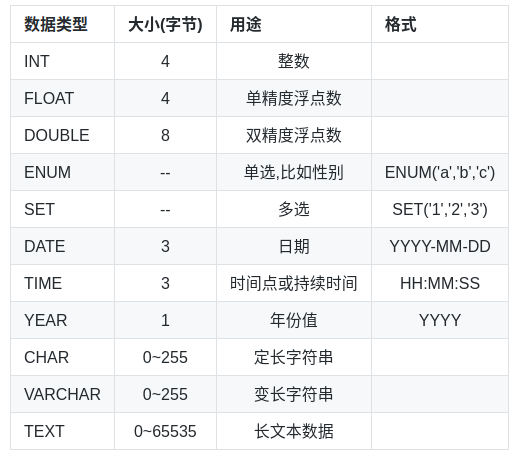 数据类型 大小(字节) 用途 格式
INT 4 整数
FLOAT 4 单精度浮点数
DOUBLE 8 双精度浮点数
ENUM -- 单选,比如性别 ENUM('a','b','c')
SET -- 多选 SET('1','2','3')
DATE 3 日期 YYYY-MM-DD
TIME 3 时间点或持续时间 HH:MM:SS
YEAR 1 年份值 YYYY
CHAR 0~255 定长字符串
VARCHAR 0~255 变长字符串
TEXT 0~65535 长文本数据